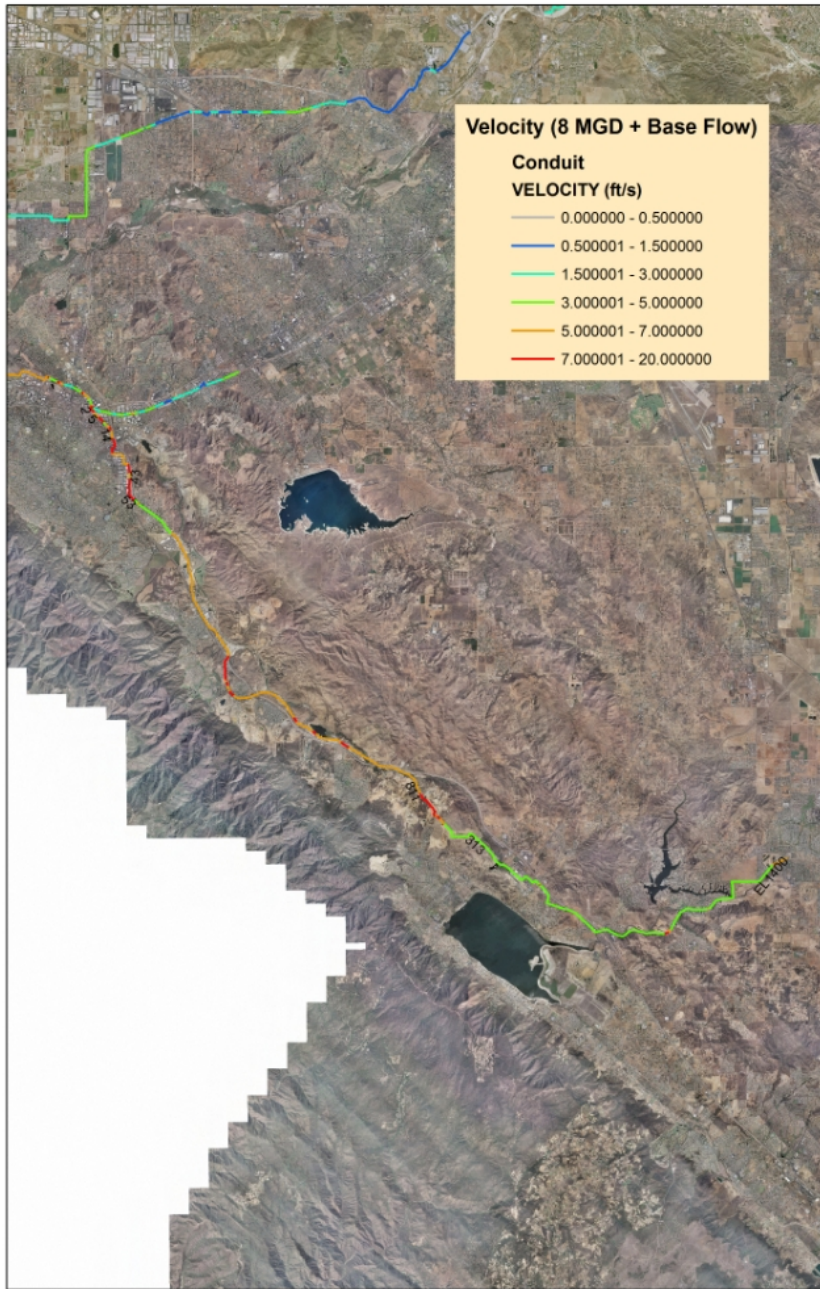 Velocity (8 MGD + Base Flow)
Conduit
VELOCITY (ft/s)
0.000000 - 0.500000
0.500001 - 1.500000
1.500001 - 3.000000
3.000001 - 5.000000
5.000001 - 7.000000
7.000001 - 20.000000
313
EL1400